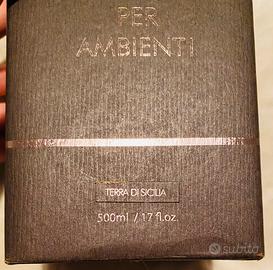 PER
AMBIENTI
TERRA DI SICILIA
500ml / 17 fl.oz.
subito